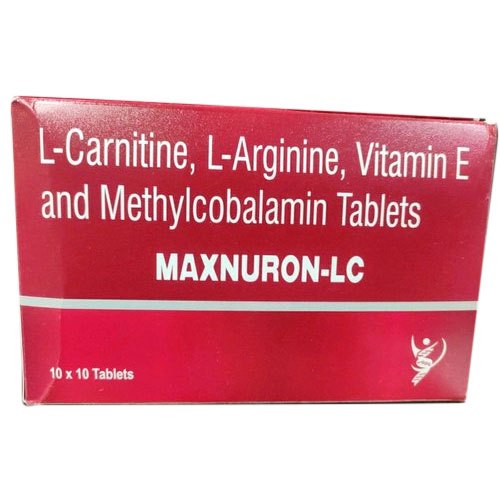 L-Carnitine, L-Arginine, Vitamin E
and Methylcobalamin Tablets
MAXNURON-LC
10 x 10 Tablets